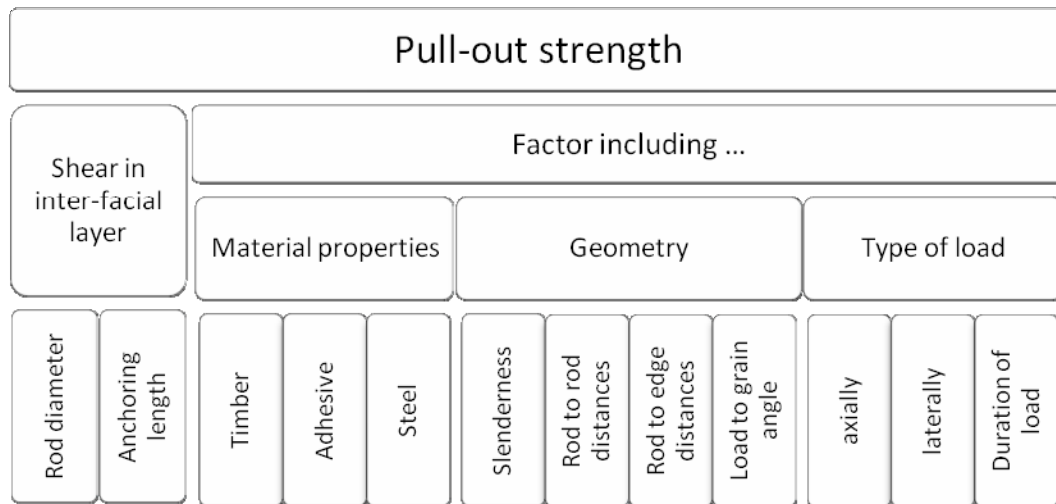 Pull-out strength
Shear in
inter-facial
layer
Factor including ...
Material properties
Geometry
Type of load
Rod diameter
Anchoring
length
Timber
Adhesive
Steel
Slenderness
Rod to rod
distances
Rod to edge
distances
Load to grain
angle
axially
laterally
Duration of
load